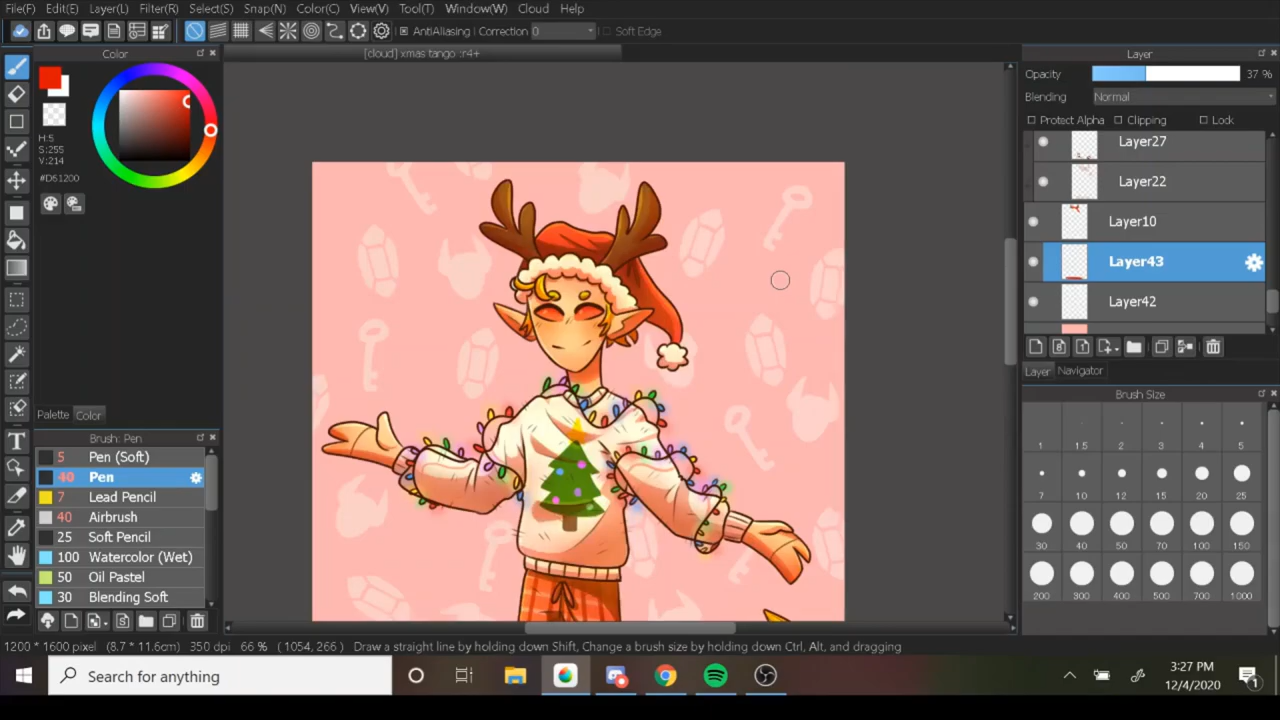 File(F) Edit(E) Layer(L) Filter(R) Select(S) Snap(N) Color(C) View(V) Tool(T) Window(W) Cloud Help
AntiAliasing Correction 0 Soft Edge
Color
[cloud] xmas tango :r4+
Layer
Opacity 37 %
Blending Normal
Protect Alpha Clipping Lock
H:5
S:255
V:214
#D61200
Layer27
Layer22
Layer10
Layer43
Layer42
Layer Navigator
Palette Color
Brush: Pen
5 Pen (Soft)
40 Pen
7 Lead Pencil
40 Airbrush
25 Soft Pencil
100 Watercolor (Wet)
50 Oil Pastel
30 Blending Soft
Brush Size
1 1.5 2 3 4 5
7 10 12 15 20 25
30 40 50 70 100 150
200 300 400 500 700 1000
1200 * 1600 pixel (8.7 * 11.6cm) 350 dpi 66 % ( 1054, 266 ) Draw a straight line by holding down Shift, Change a brush size by holding down Ctrl, Alt, and dragging
Search for anything
3:27 PM
12/4/2020
1